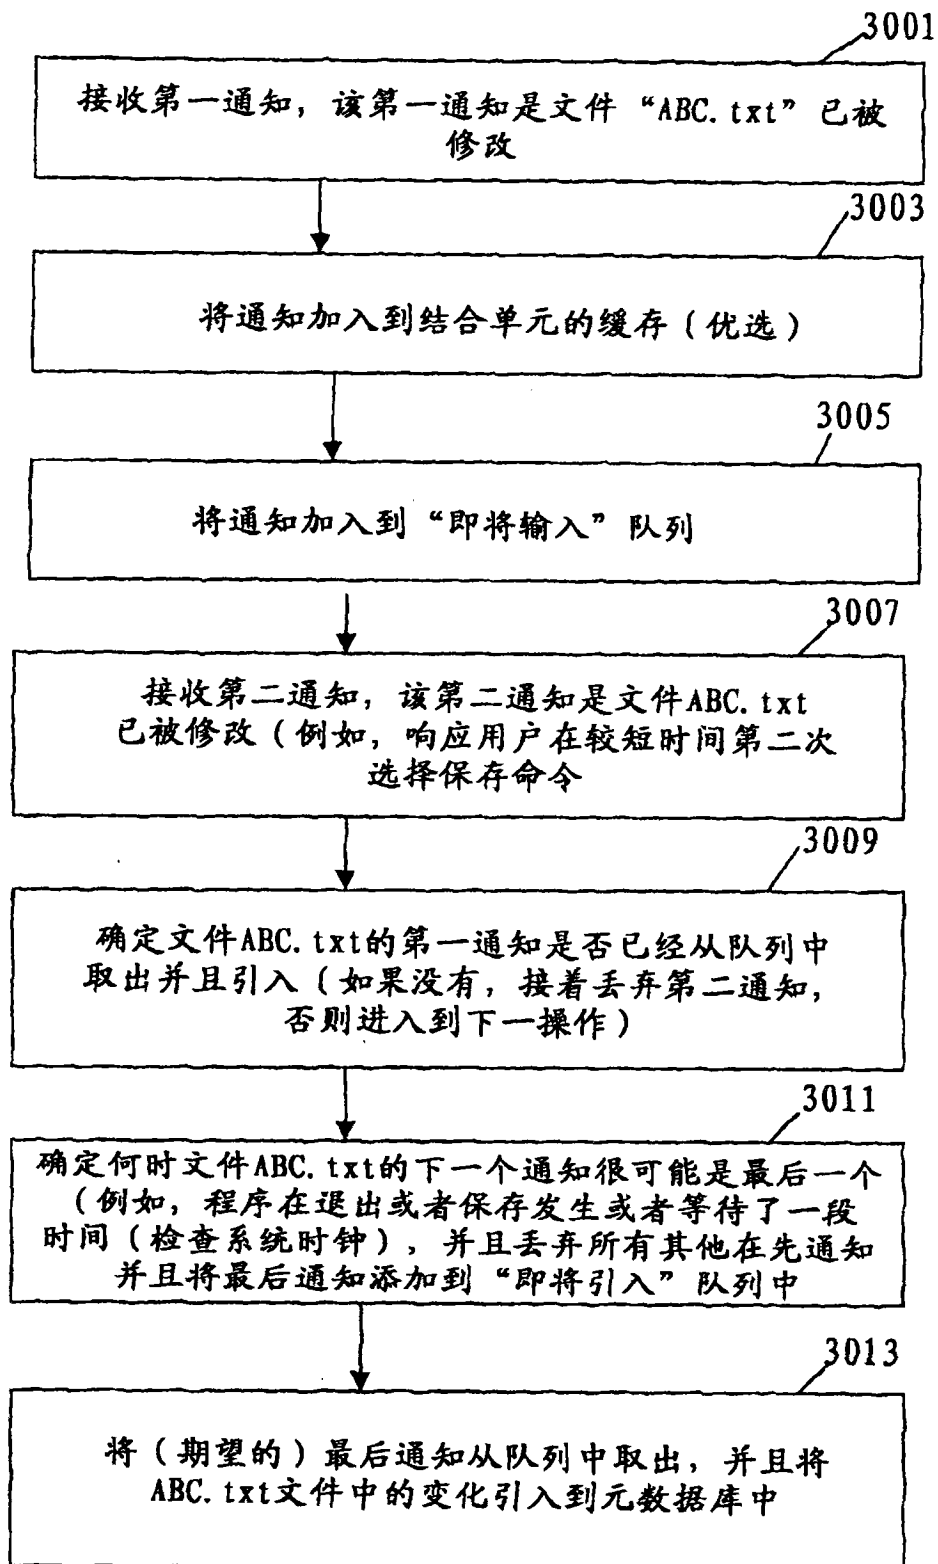 3001
接收第一通知，该第一通知是文件“ABC.txt”已被
修改
3003
将通知加入到结合单元的缓存（优选）
3005
将通知加入到“即将输入”队列
3007
接收第二通知，该第二通知是文件ABC.txt
已被修改（例如，响应用户在较短时间第二次
选择保存命令
3009
确定文件ABC.txt的第一通知是否已经从队列中
取出并且引入（如果没有，接着丢弃第二通知，
否则进入到下一操作）
3011
确定何时文件ABC.txt的下一个通知很可能是最后一个
（例如，程序在退出或者保存发生或者等待了一段
时间（检查系统时钟），并且丢弃所有其他在先通知
并且将最后通知添加到“即将引入”队列中
3013
将（期望的）最后通知从队列中取出，并且将
ABC.txt文件中的变化引入到元数据库中